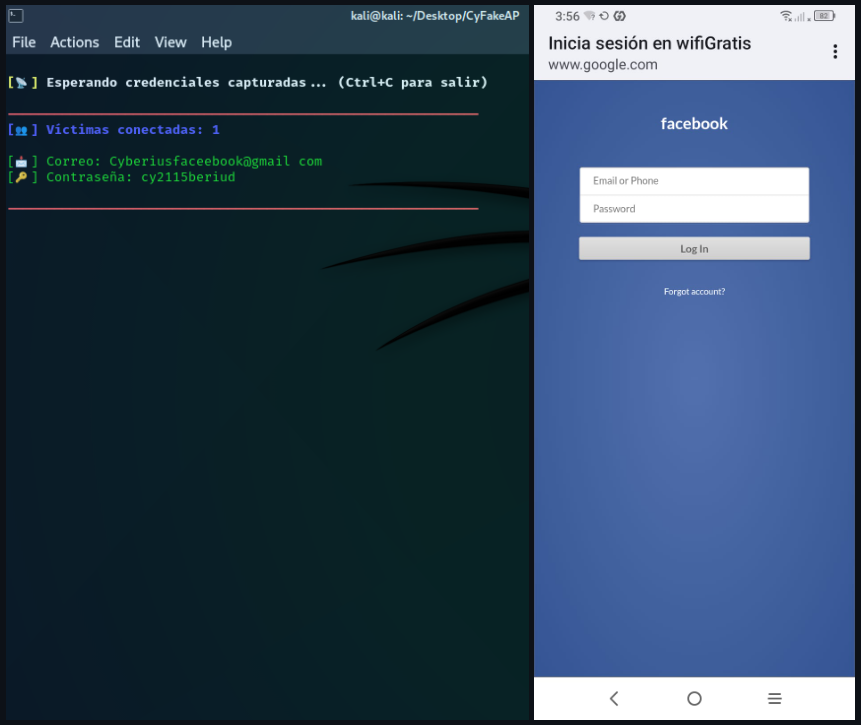 kali@kali: ~/Desktop/CyFakeAP
File Actions Edit View Help
[📡] Esperando credenciales capturadas... (Ctrl+C para salir)
[👥] Víctimas conectadas: 1
[📩] Correo: Cyberiusfaceebook@gmail com
[🔑] Contraseña: cy2115beriud
3:56
82
Inicia sesión en wifiGratis
www.google.com
facebook
Email or Phone
Password
Log In
Forgot account?